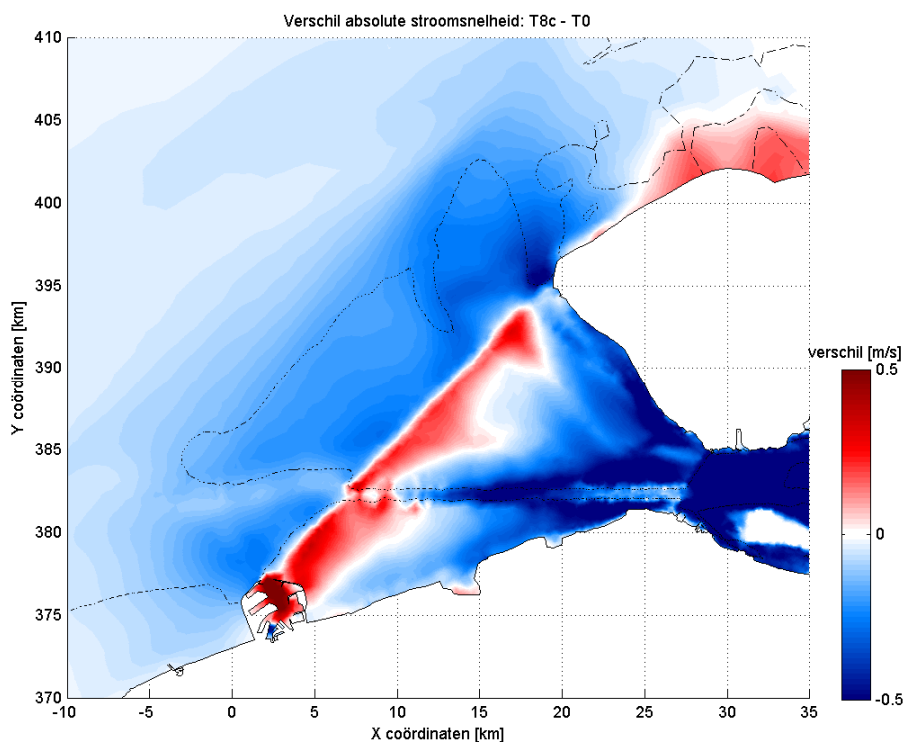 Verschil absolute stroomsnelheid: T8c - T0
410
405
400
395
390
385
380
375
370
Y coördinaten [km]
-10 -5 0 5 10 15 20 25 30 35
X coördinaten [km]
verschil [m/s]
0.5
0
-0.5